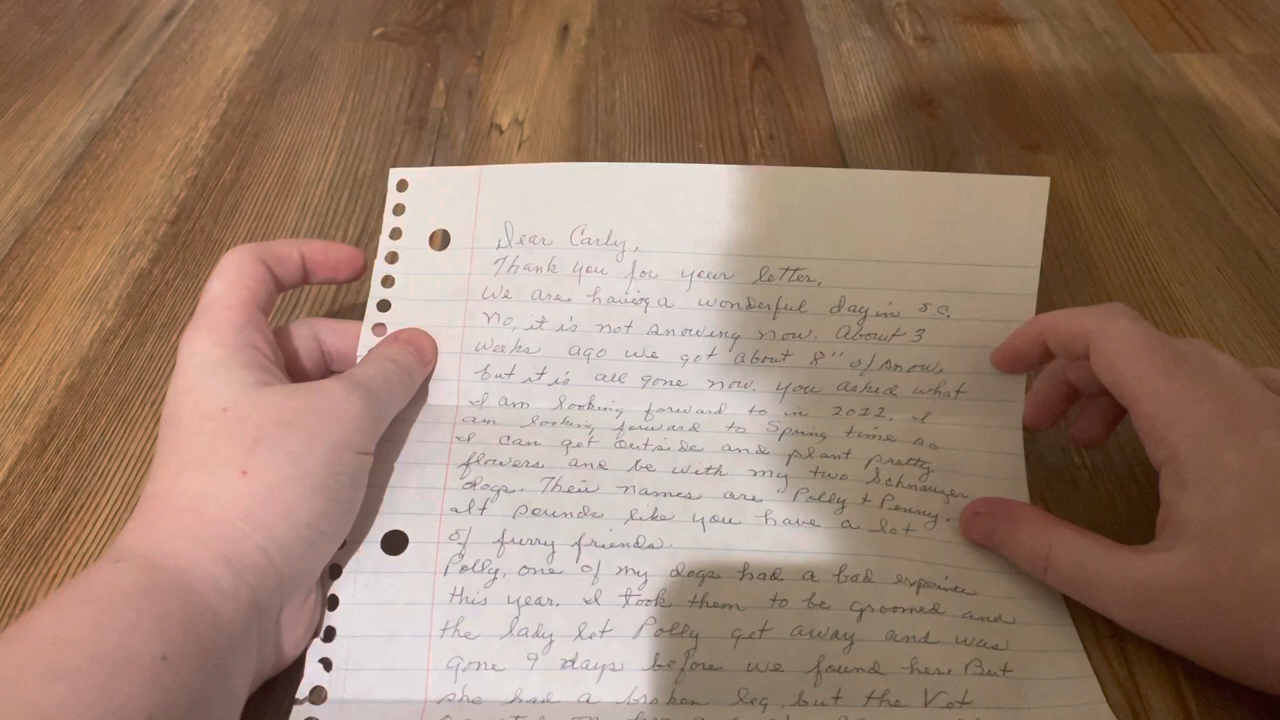 Dear Carly,
Thank you for your letter.
We are having a wonderful day in S.C.
No, it is not snowing now. About 3
weeks ago we got about 8" of snow,
but it is all gone now. You asked what
I am looking forward to in 2022. I
am looking forward to Spring time so
I can get outside and plant pretty
flowers and be with my two Schnauzer
dogs. Their names are Polly & Penny.
It sounds like you have a lot
of furry friends.
Polly, one of my dogs had a bad experience
this year. I took them to be groomed and
the lady let Polly get away and was
gone 9 days before we found her. But
she had a broken leg, but the Vet